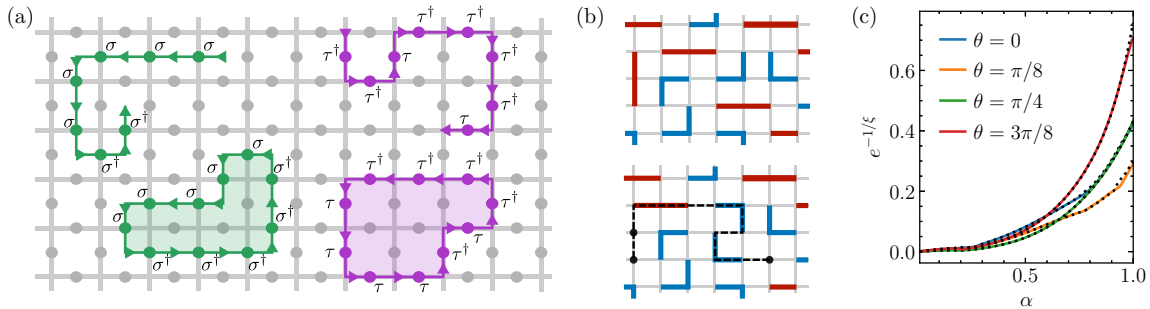 (a)
σ σ σ
σ
σ σ†
σ†
σ
σ σ†
σ σ σ
σ σ†
σ† σ† σ†
τ† τ†
τ† τ τ†
τ† τ†
τ
τ† τ† τ†
τ τ†
τ
τ τ†
τ τ
(b)
(c)
θ = 0
θ = π/8
θ = π/4
θ = 3π/8
e^{-1/ξ}
0.6
0.4
0.2
0.0
0.5 1.0
α